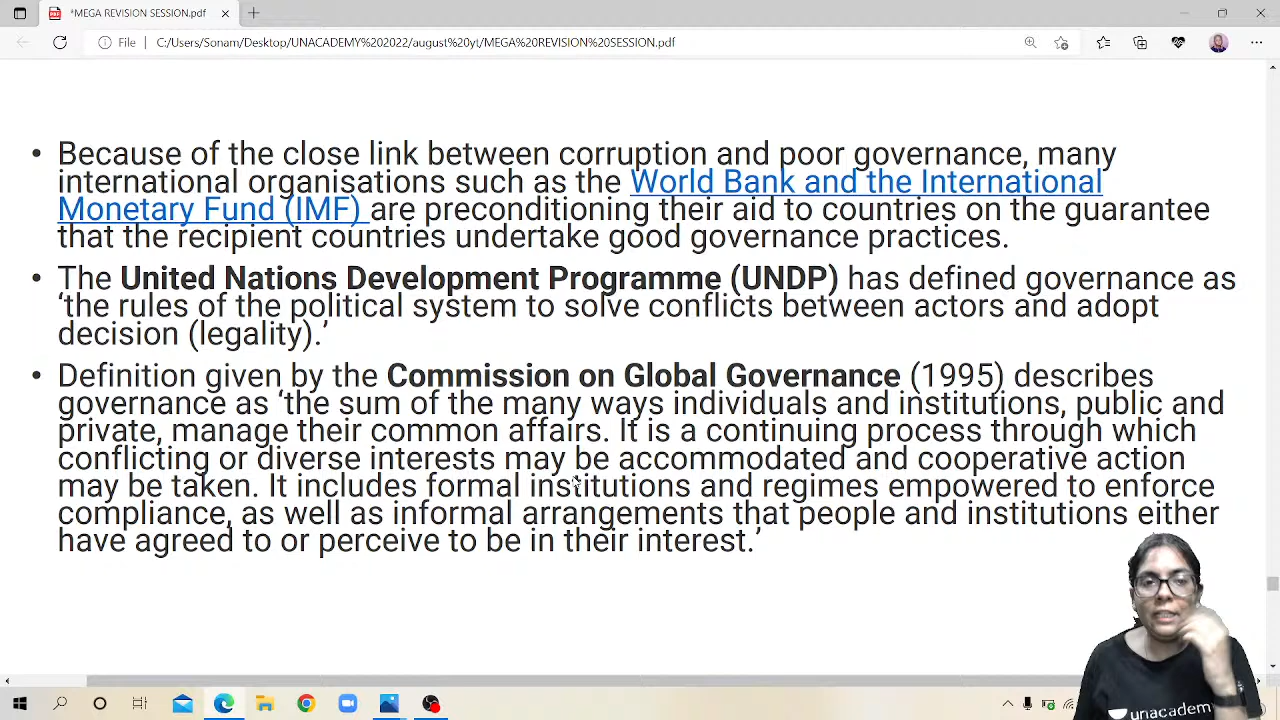 *MEGA REVISION SESSION.pdf
File
C:/Users/Sonam/Desktop/UNACADEMY%202022/august%20yt/MEGA%20REVISION%20SESSION.pdf
• Because of the close link between corruption and poor governance, many
international organisations such as the World Bank and the International
Monetary Fund (IMF) are preconditioning their aid to countries on the guarantee
that the recipient countries undertake good governance practices.
• The United Nations Development Programme (UNDP) has defined governance as
‘the rules of the political system to solve conflicts between actors and adopt
decision (legality).’
• Definition given by the Commission on Global Governance (1995) describes
governance as ‘the sum of the many ways individuals and institutions, public and
private, manage their common affairs. It is a continuing process through which
conflicting or diverse interests may be accommodated and cooperative action
may be taken. It includes formal institutions and regimes empowered to enforce
compliance, as well as informal arrangements that people and institutions either
have agreed to or perceive to be in their interest.’
unacadem